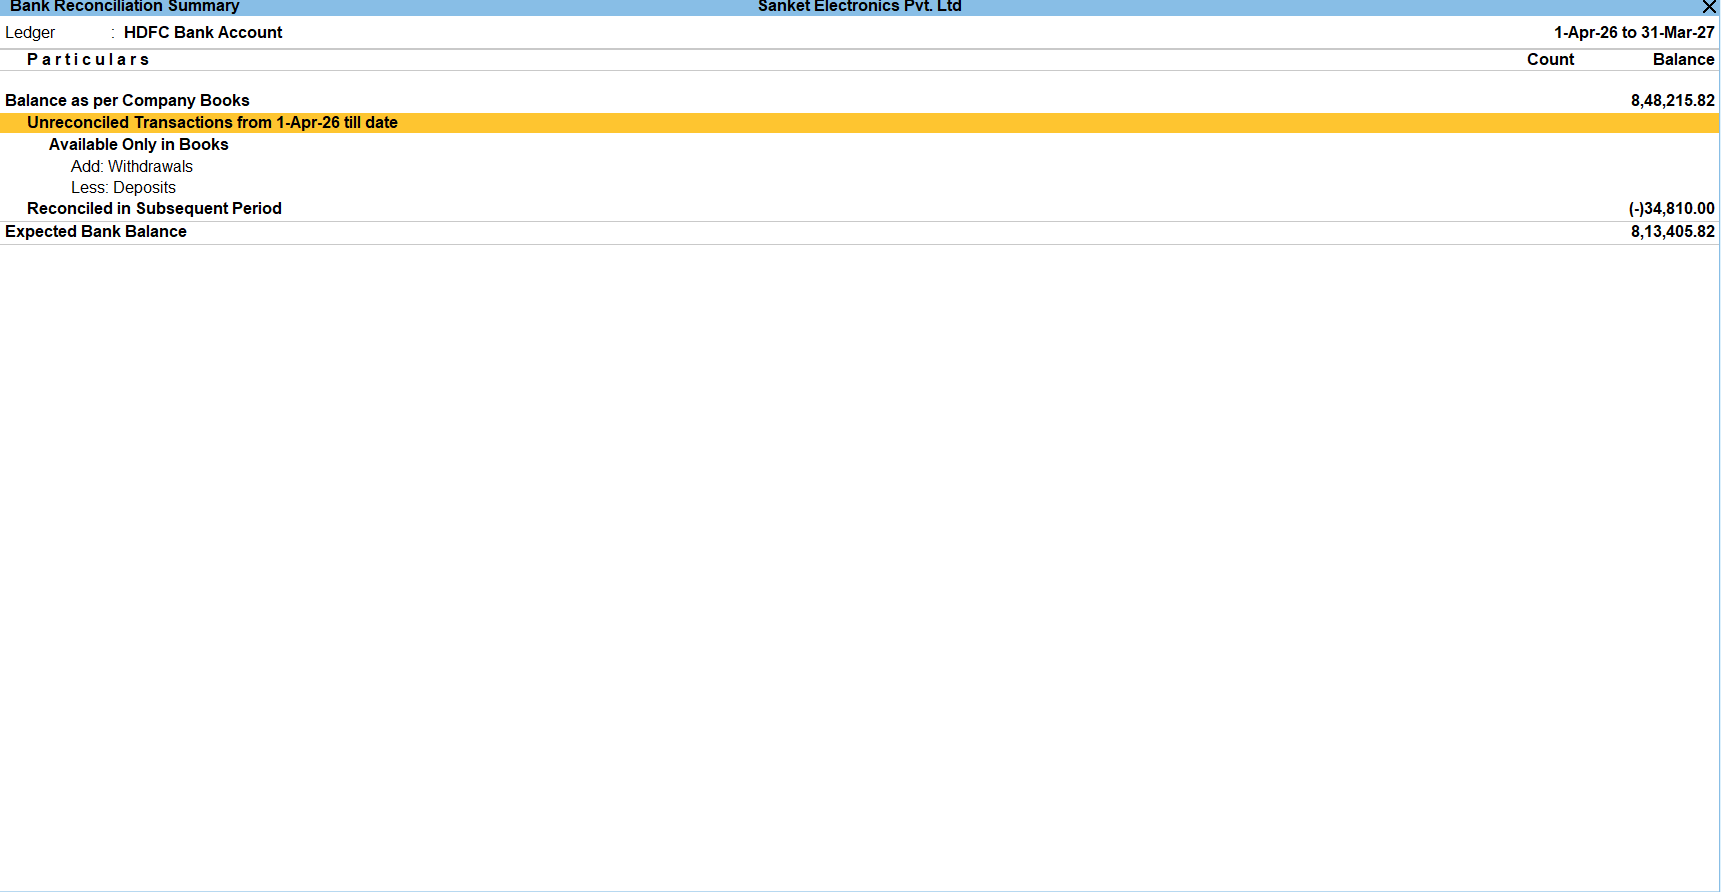 Bank Reconciliation Summary Sanket Electronics Pvt. Ltd
Ledger : HDFC Bank Account 1-Apr-26 to 31-Mar-27
Particulars Count Balance
Balance as per Company Books 8,48,215.82
Unreconciled Transactions from 1-Apr-26 till date
Available Only in Books
Add: Withdrawals
Less: Deposits
Reconciled in Subsequent Period (-)34,810.00
Expected Bank Balance 8,13,405.82